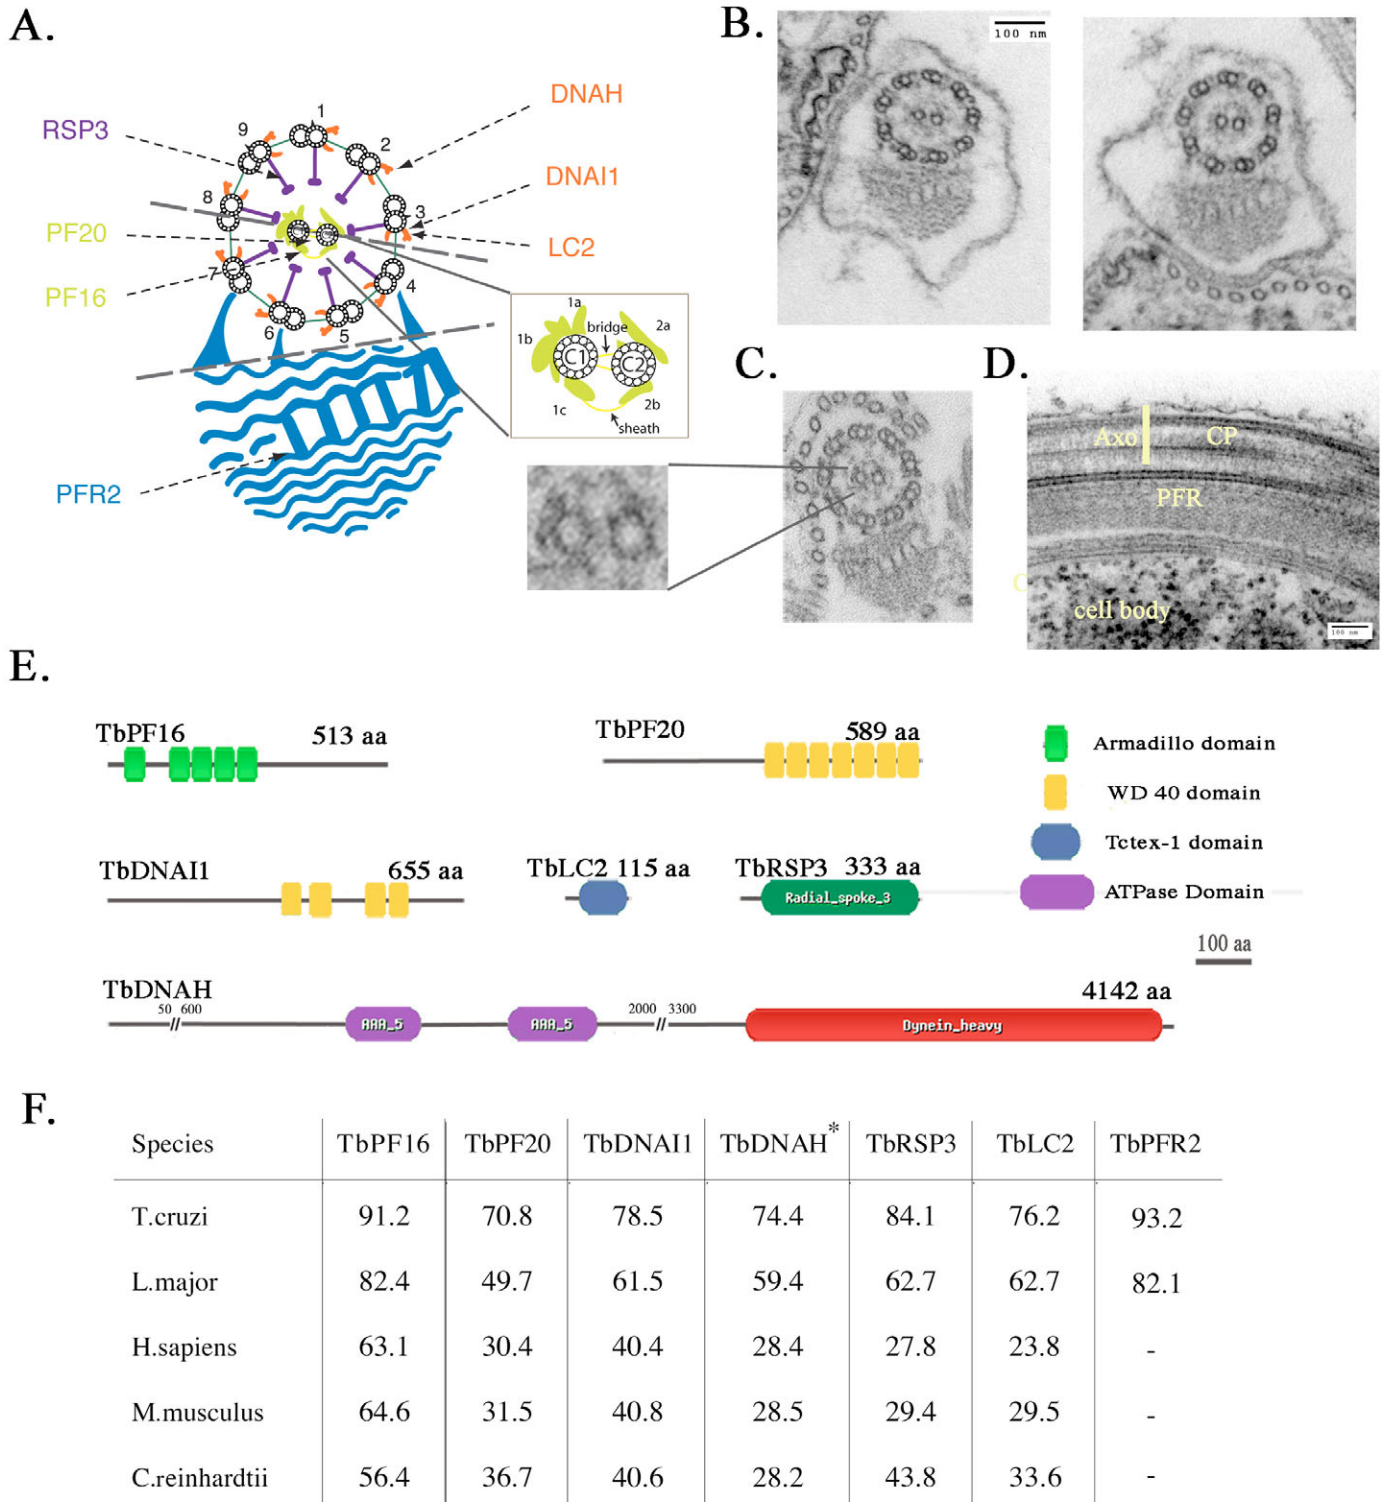 A.
RSP3
PF20
PF16
PFR2
DNAH
DNAI1
LC2
1
2
3
4
5
6
7
8
9
1a
bridge
2a
1b
C1
C2
1c
2b
sheath
B.
100 nm
C.
D.
Axo
CP
PFR
C
cell body
100 nm
E.
TbPF16 513 aa
TbPF20 589 aa
Armadillo domain
WD 40 domain
Tctex-1 domain
ATPase Domain
100 aa
TbDNAI1 655 aa
TbLC2 115 aa
TbRSP3 333 aa
Radial_spoke_3
TbDNAH 4142 aa
50 // 600
AAA_5
AAA_5
2000 // 3300
Dynein_heavy
F.
Species TbPF16 TbPF20 TbDNAI1 TbDNAH* TbRSP3 TbLC2 TbPFR2
T.cruzi 91.2 70.8 78.5 74.4 84.1 76.2 93.2
L.major 82.4 49.7 61.5 59.4 62.7 62.7 82.1
H.sapiens 63.1 30.4 40.4 28.4 27.8 23.8 -
M.musculus 64.6 31.5 40.8 28.5 29.4 29.5 -
C.reinhardtii 56.4 36.7 40.6 28.2 43.8 33.6 -